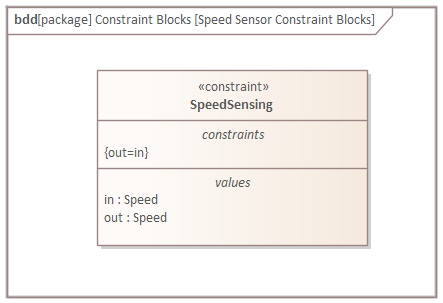 bdd[package] Constraint Blocks [Speed Sensor Constraint Blocks]
«constraint»
SpeedSensing
constraints
{out=in}
values
in : Speed
out : Speed